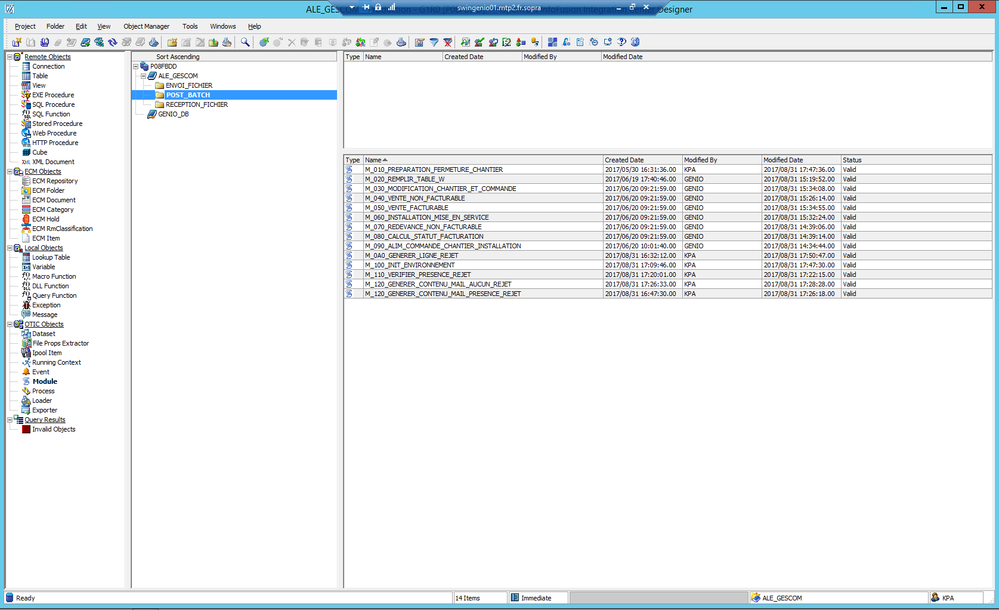 ALE_GESCOM
swingenio01.mtp2.fr.sopra
InfoFusion Integration Center Designer
Project Folder Edit View Object Manager Tools Windows Help
Remote Objects
Connection
Table
View
EXE Procedure
SQL Procedure
SQL Function
Stored Procedure
Web Procedure
HTTP Procedure
Cube
XML Document
ECM Objects
ECM Repository
ECM Folder
ECM Document
ECM Category
ECM Hold
ECM RmClassification
ECM Item
Local Objects
Lookup Table
Variable
Macro Function
DLL Function
Query Function
Exception
Message
OTIC Objects
Dataset
File Props Extractor
Ipool Item
Running Context
Event
Module
Process
Loader
Exporter
Query Results
Invalid Objects
Sort Ascending
P08FBDD
ALE_GESCOM
ENVOI_FICHIER
POST_BATCH
RECEPTION_FICHIER
GENIO_DB
Type Name Created Date Modified By Modified Date
Type Name Created Date Modified By Modified Date Status
M_010_PREPARATION_FERMETURE_CHANTIER 2017/05/30 16:31:36.00 KPA 2017/08/31 17:47:36.00 Valid
M_020_REMPLIR_TABLE_W 2017/06/19 17:40:46.00 GENIO 2017/08/31 15:19:52.00 Valid
M_030_MODIFICATION_CHANTIER_ET_COMMANDE 2017/06/20 09:21:59.00 GENIO 2017/08/31 15:34:08.00 Valid
M_040_VENTE_NON_FACTURABLE 2017/06/20 09:21:59.00 GENIO 2017/08/31 15:26:14.00 Valid
M_050_VENTE_FACTURABLE 2017/06/20 09:21:59.00 GENIO 2017/08/31 15:34:55.00 Valid
M_060_INSTALLATION_MISE_EN_SERVICE 2017/06/20 09:21:59.00 GENIO 2017/08/31 15:32:24.00 Valid
M_070_REDEVANCE_NON_FACTURABLE 2017/06/20 09:21:59.00 GENIO 2017/08/31 14:39:06.00 Valid
M_080_CALCUL_STATUT_FACTURATION 2017/06/20 09:21:59.00 GENIO 2017/08/31 14:39:14.00 Valid
M_090_ALIM_COMMANDE_CHANTIER_INSTALLATION 2017/06/20 10:01:40.00 GENIO 2017/08/31 14:34:44.00 Valid
M_0A0_GENERER_LIGNE_REJET 2017/08/31 16:32:12.00 KPA 2017/08/31 17:50:47.00 Valid
M_100_INIT_ENVIRONNEMENT 2017/08/31 17:09:46.00 KPA 2017/08/31 17:47:30.00 Valid
M_110_VERIFIER_PRESENCE_REJET 2017/08/31 17:20:01.00 KPA 2017/08/31 17:22:15.00 Valid
M_120_GENERER_CONTENU_MAIL_AUCUN_REJET 2017/08/31 17:26:33.00 KPA 2017/08/31 17:28:28.00 Valid
M_120_GENERER_CONTENU_MAIL_PRESENCE_REJET 2017/08/31 16:47:30.00 KPA 2017/08/31 17:26:18.00 Valid
Ready 14 Items Immediate ALE_GESCOM KPA